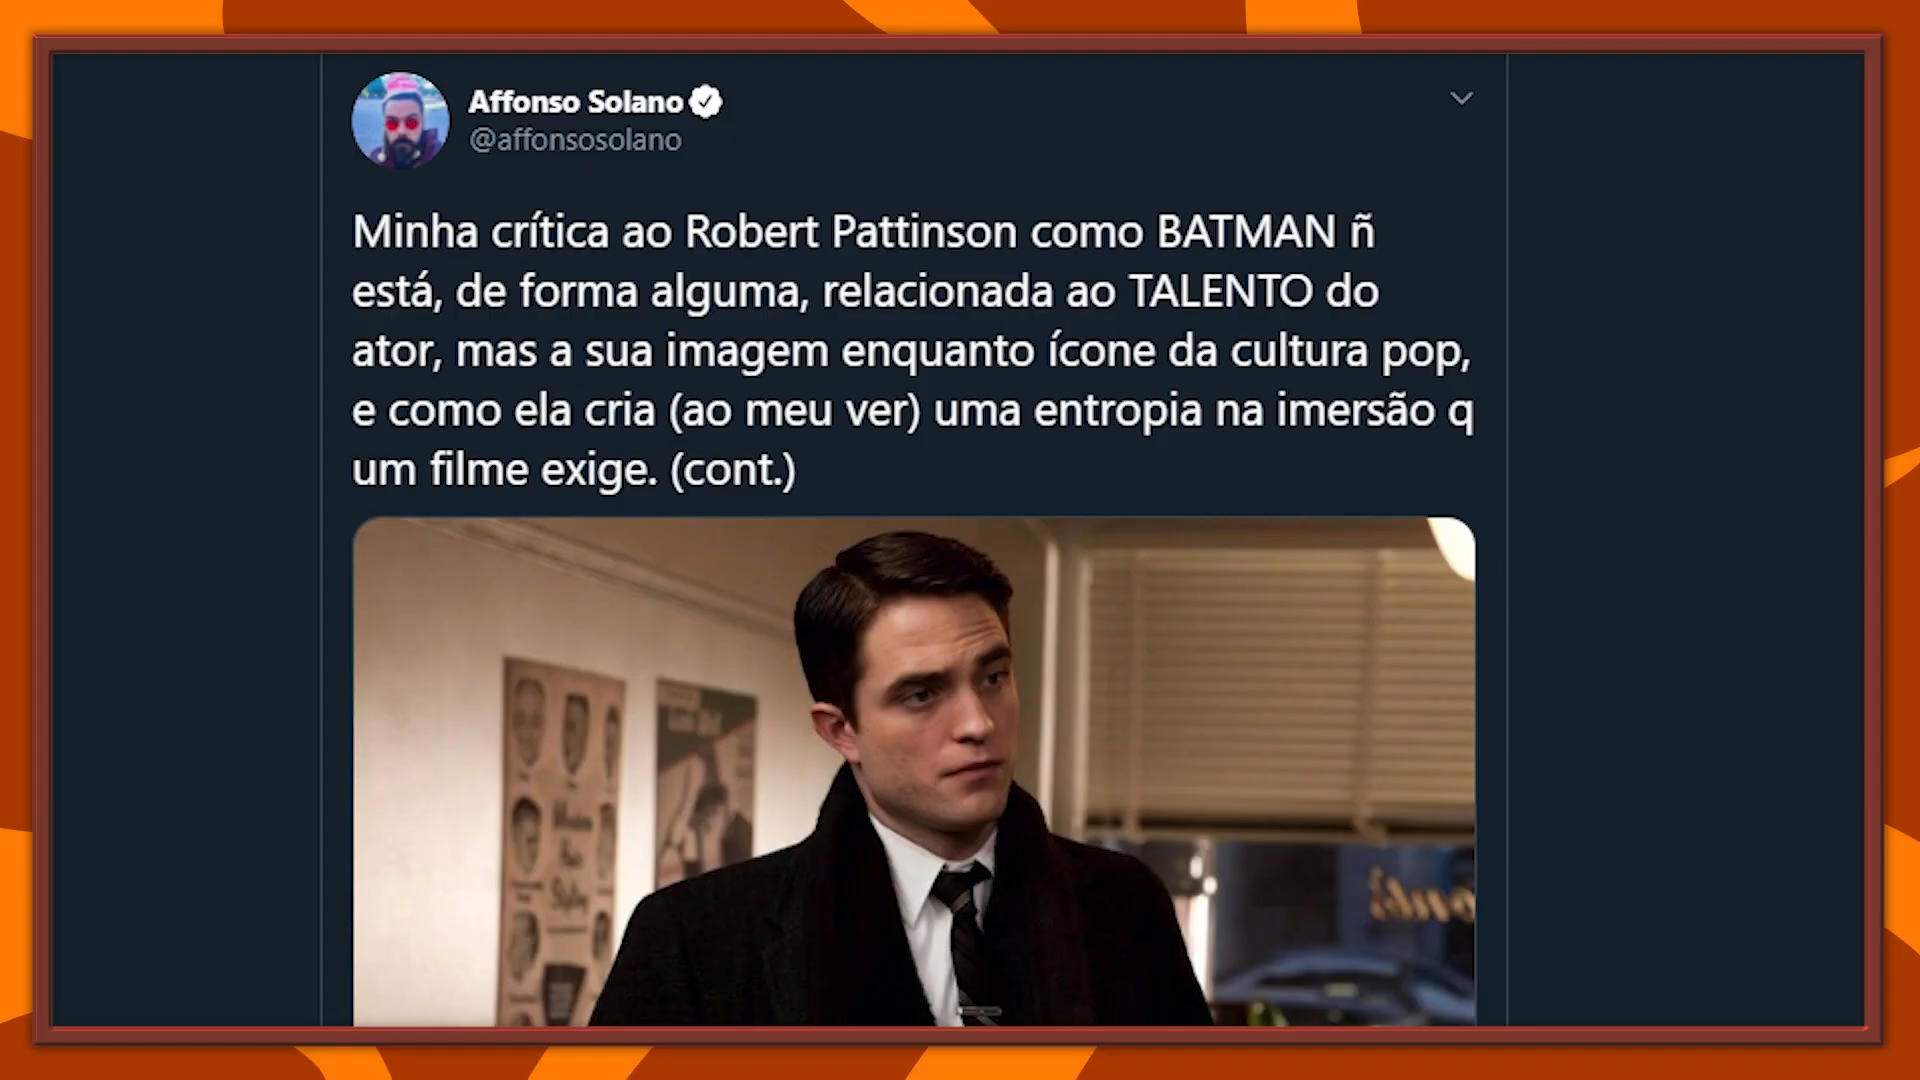 Affonso Solano
@affonsosolano
Minha crítica ao Robert Pattinson como BATMAN ñ
está, de forma alguma, relacionada ao TALENTO do
ator, mas a sua imagem enquanto ícone da cultura pop,
e como ela cria (ao meu ver) uma entropia na imersão q
um filme exige. (cont.)